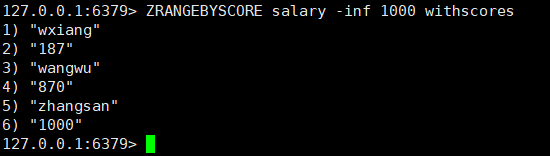 127.0.0.1:6379> ZRANGEBYSCORE salary -inf 1000 withscores
1) "wxiang"
2) "187"
3) "wangwu"
4) "870"
5) "zhangsan"
6) "1000"
127.0.0.1:6379>